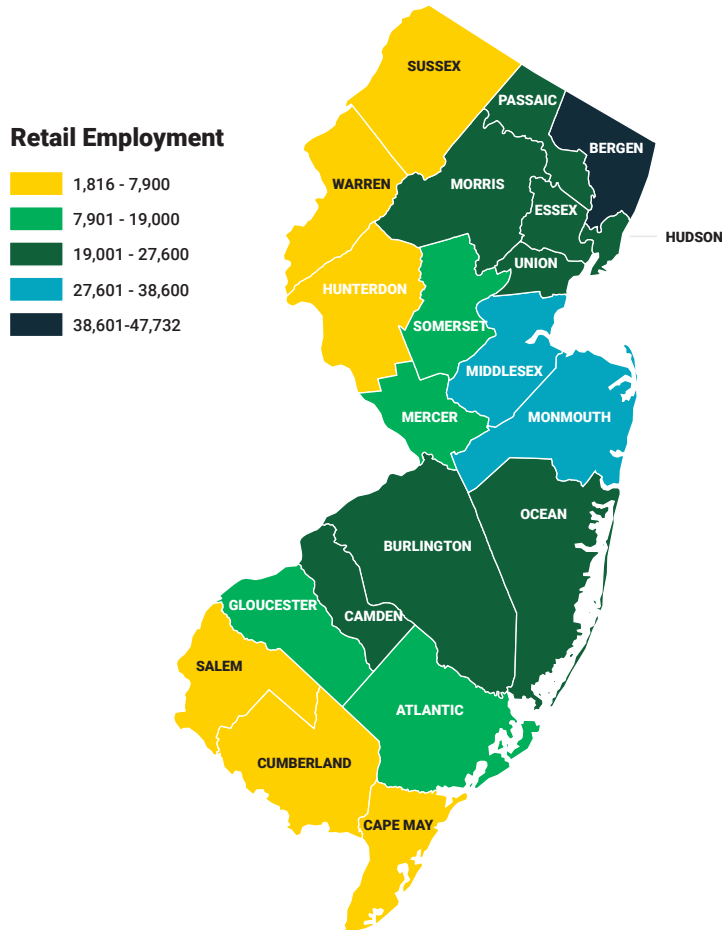 SUSSEX
PASSAIC
Retail Employment
BERGEN
1,816 - 7,900
WARREN
MORRIS
7,901 - 19,000
ESSEX
19,001 - 27,600
HUDSON
UNION
27,601 - 38,600
HUNTERDON
38,601-47,732
SOMERSET
MIDDLESEX
MERCER
MONMOUTH
OCEAN
BURLINGTON
GLOUCESTER
CAMDEN
SALEM
ATLANTIC
CUMBERLAND
CAPE MAY